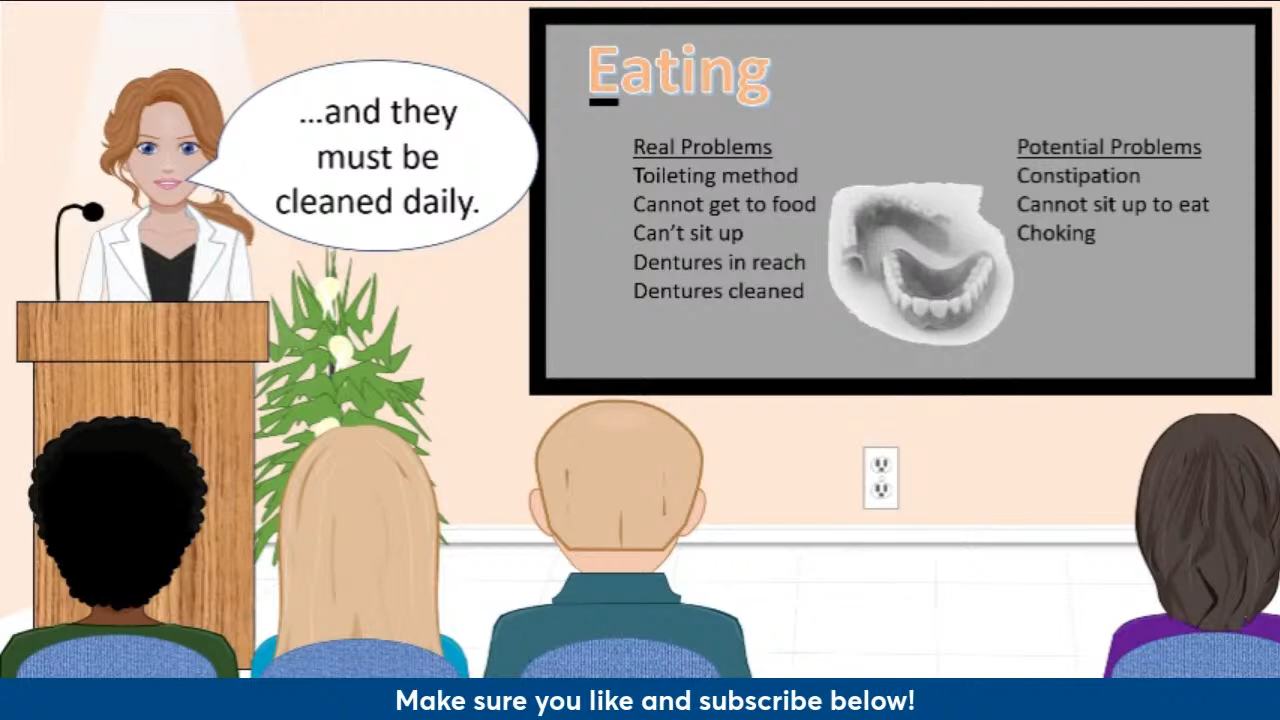 ...and they
must be
cleaned daily.
Eating
Real Problems
Toileting method
Cannot get to food
Can't sit up
Dentures in reach
Dentures cleaned
Potential Problems
Constipation
Cannot sit up to eat
Choking
Make sure you like and subscribe below!